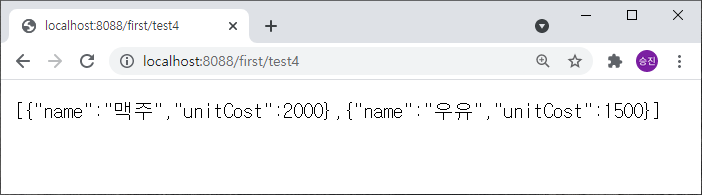 localhost:8088/first/test4
localhost:8088/first/test4
승진
[{"name":"맥주","unitCost":2000},{"name":"우유","unitCost":1500}]